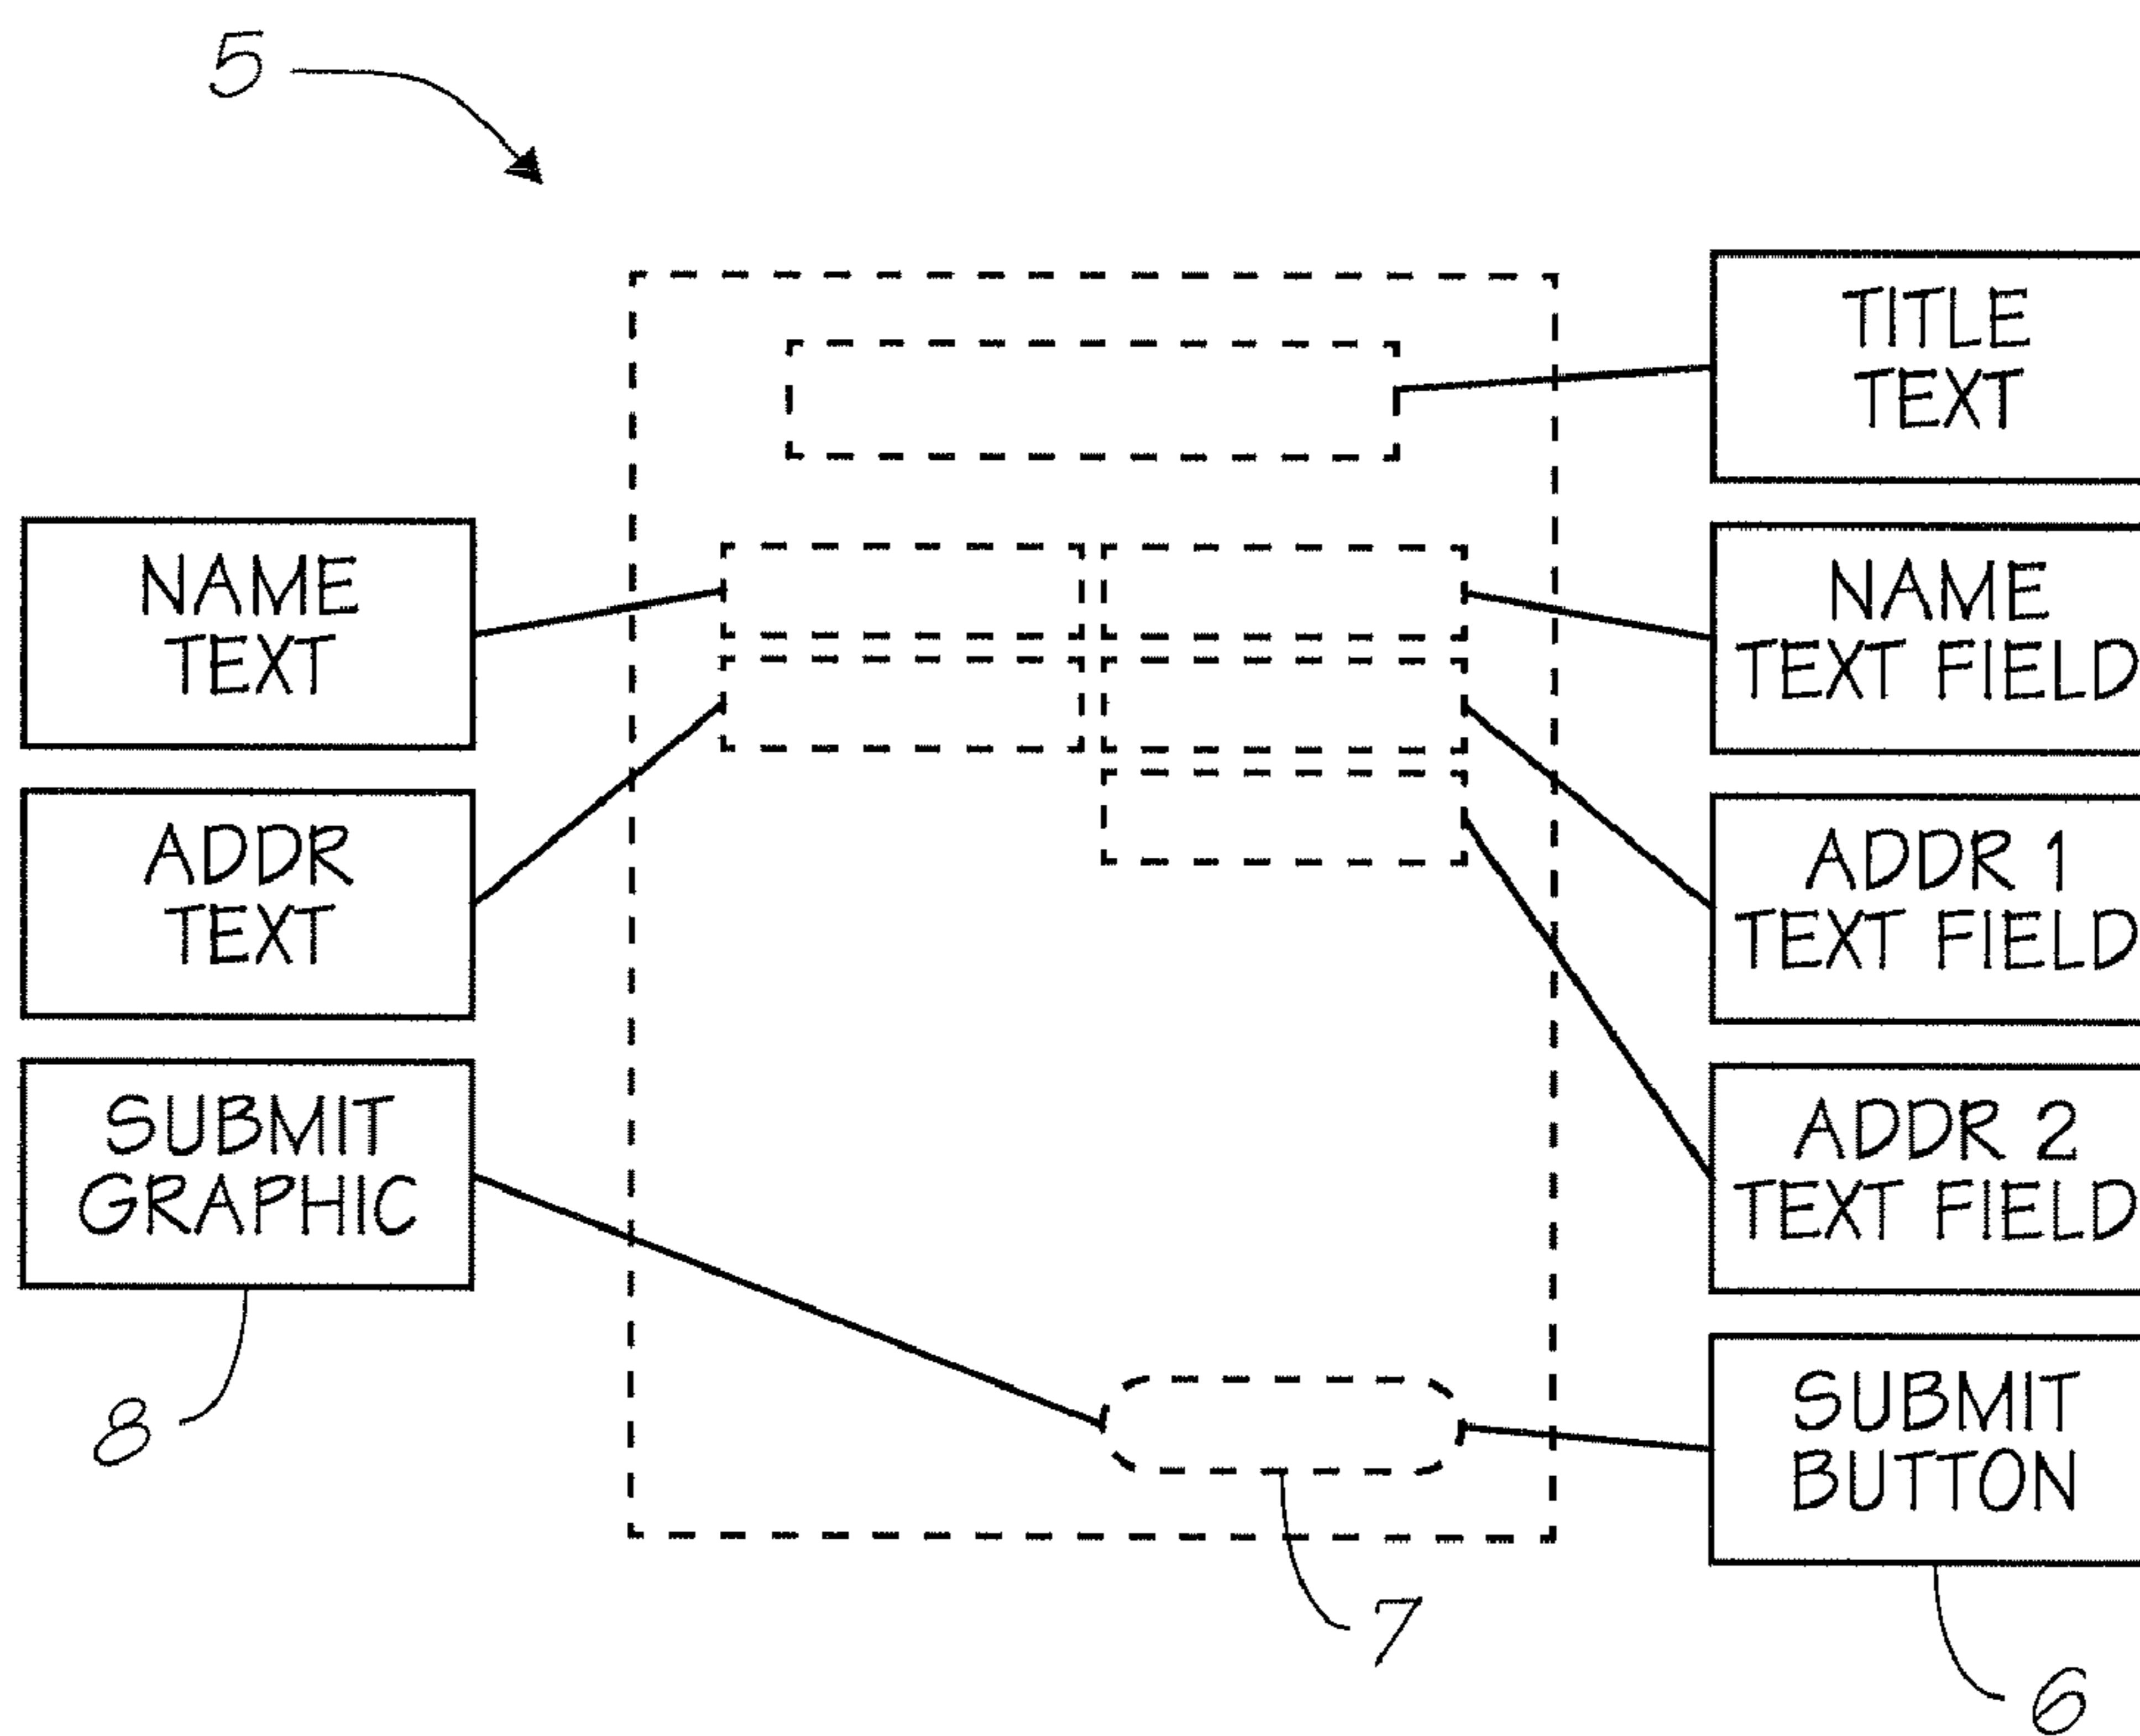 5
TITLE
TEXT
NAME
TEXT
NAME
TEXT FIELD
ADDR
TEXT
ADDR 1
TEXT FIELD
SUBMIT
GRAPHIC
ADDR 2
TEXT FIELD
SUBMIT
BUTTON
8
7
6